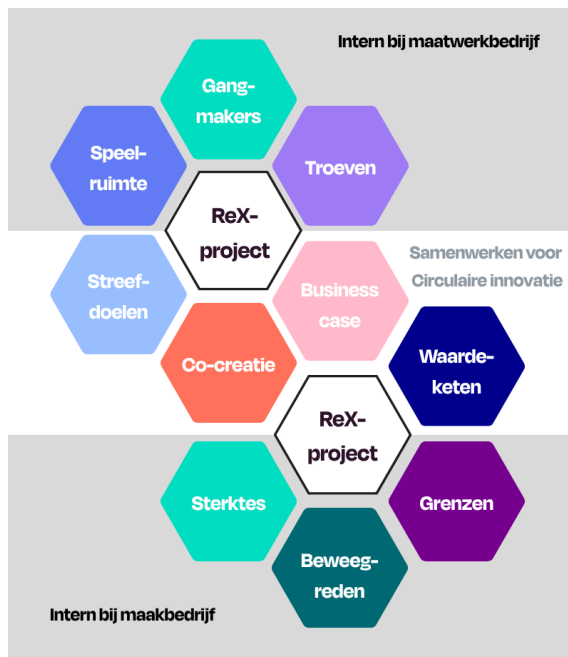 Intern bij maatwerkbedrijf
Gang-
makers
Speel-
ruimte
Troeven
ReX-
project
Samenwerken voor
Circulaire innovatie
Streef-
doelen
Business
case
Co-creatie
Waarde-
keten
ReX-
project
Sterktes
Grenzen
Beweeg-
reden
Intern bij maakbedrijf